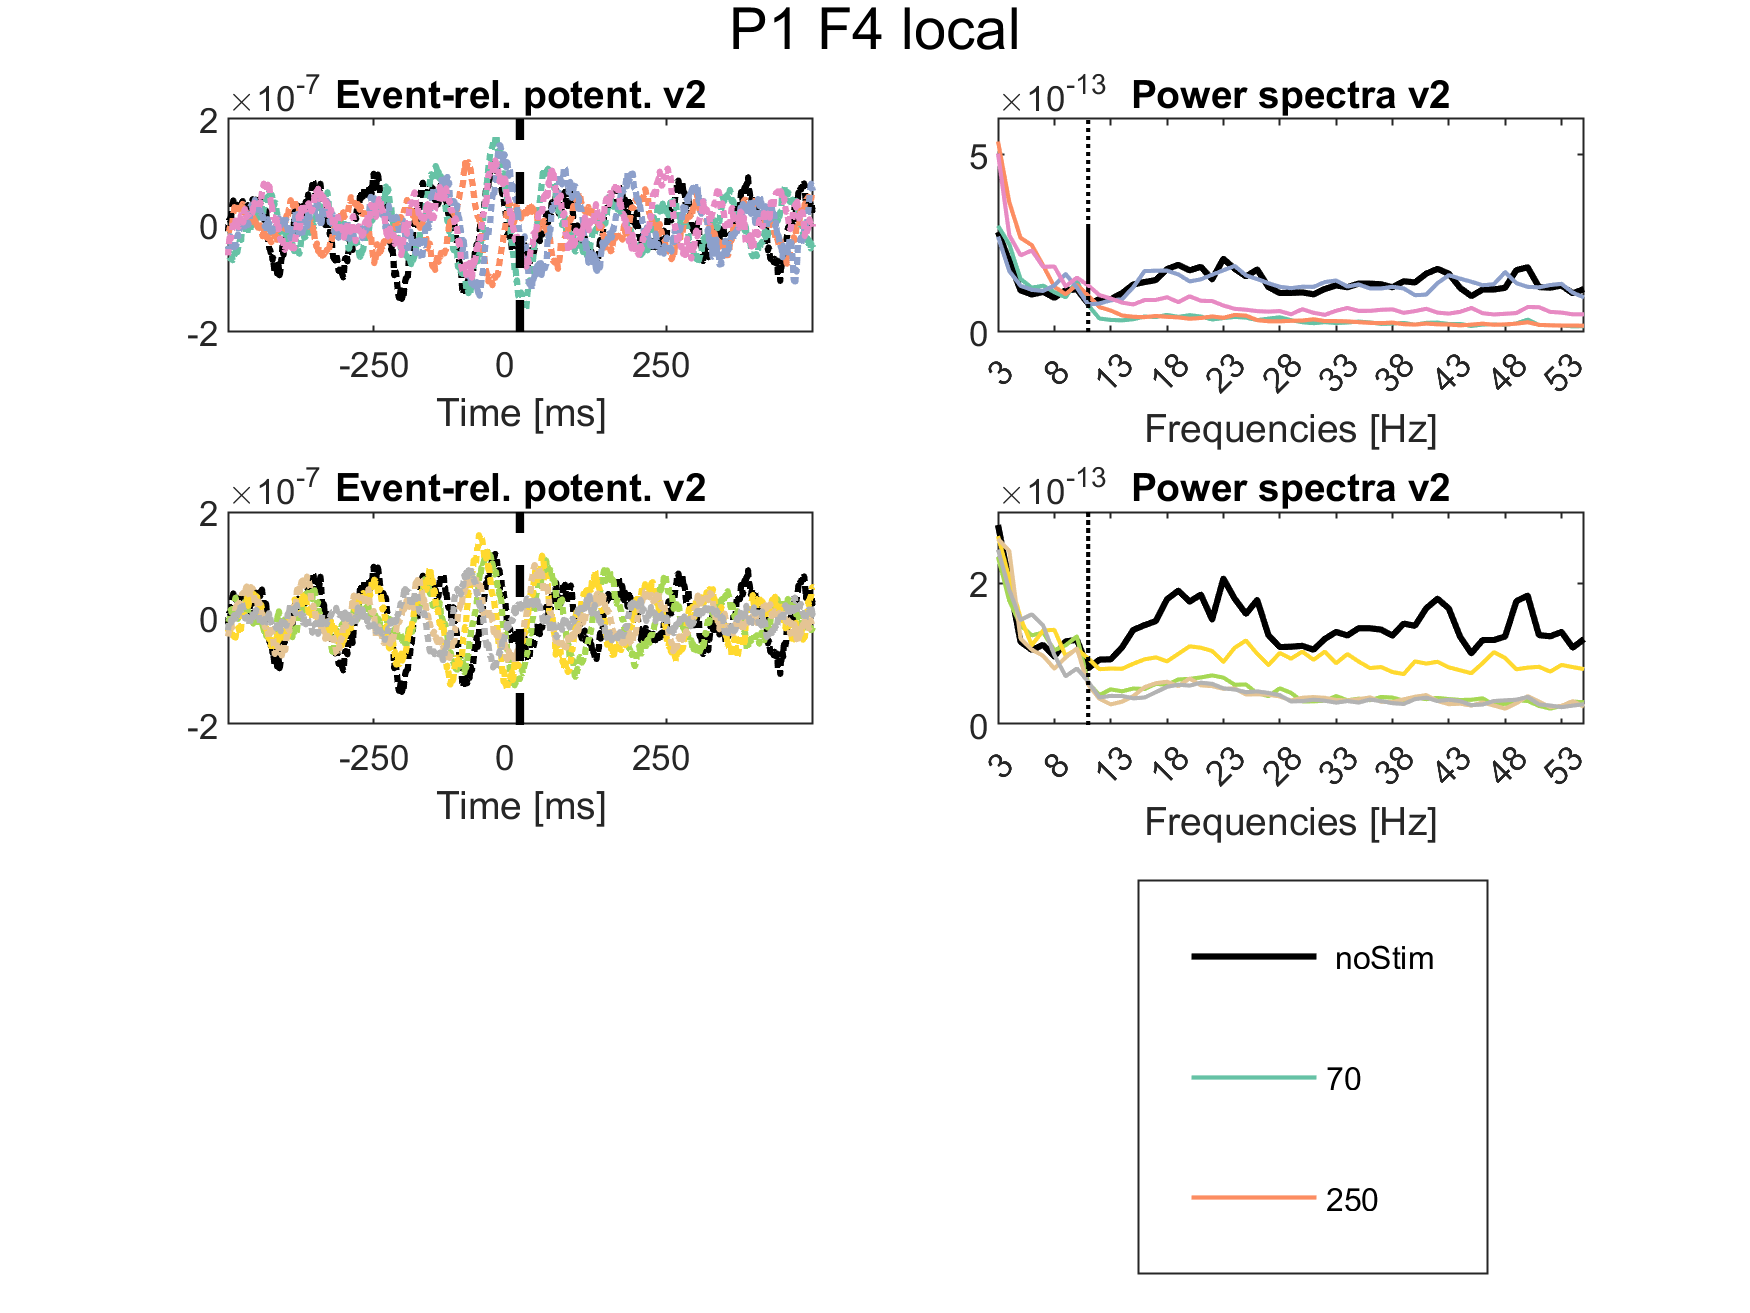 P1 F4 local
×10-7 Event-rel. potent. v2
2
0
-2
-250 0 250
Time [ms]
×10-13 Power spectra v2
5
0
3 8 13 18 23 28 33 38 43 48 53
Frequencies [Hz]
×10-7 Event-rel. potent. v2
2
0
-2
-250 0 250
Time [ms]
×10-13 Power spectra v2
2
0
3 8 13 18 23 28 33 38 43 48 53
Frequencies [Hz]
noStim
70
250